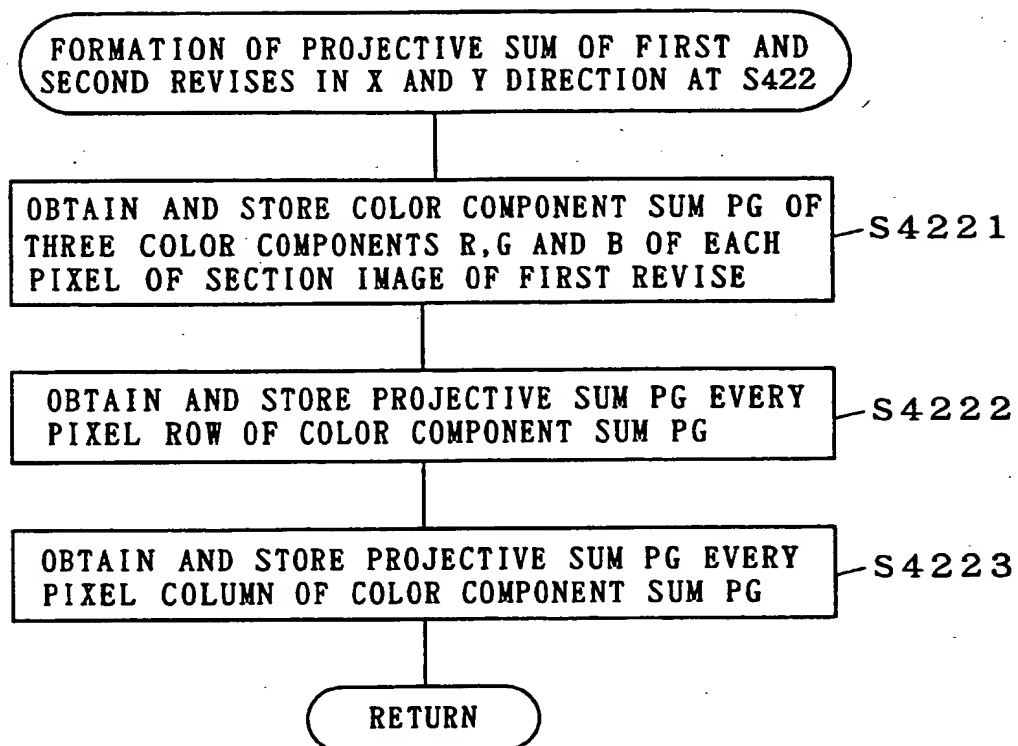 FORMATION OF PROJECTIVE SUM OF FIRST AND
SECOND REVISES IN X AND Y DIRECTION AT S422
OBTAIN AND STORE COLOR COMPONENT SUM PG OF
THREE COLOR COMPONENTS R,G AND B OF EACH
PIXEL OF SECTION IMAGE OF FIRST REVISE
S4221
OBTAIN AND STORE PROJECTIVE SUM PG EVERY
PIXEL ROW OF COLOR COMPONENT SUM PG
S4222
OBTAIN AND STORE PROJECTIVE SUM PG EVERY
PIXEL COLUMN OF COLOR COMPONENT SUM PG
S4223
RETURN